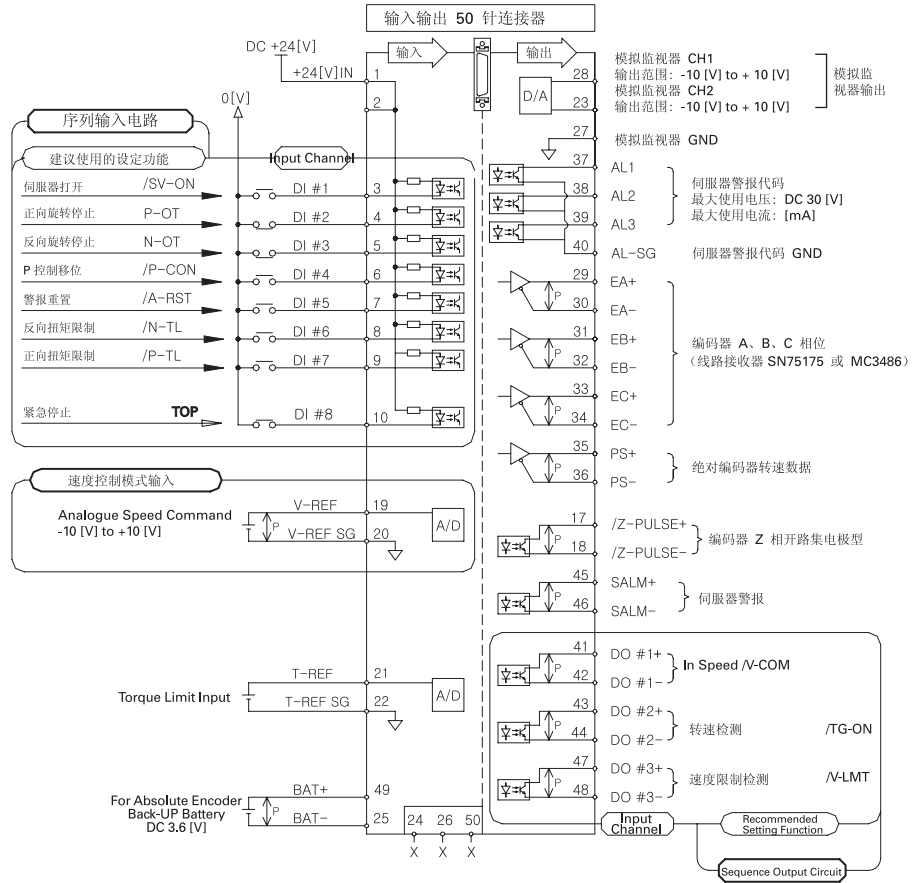 输入输出 50 针连接器
DC +24[V]
+24[V]IN
0[V]
输入
输出
1
2
D/A
28
23
27
模拟监视器 CH1
输出范围: -10 [V] to + 10 [V]
模拟监视器 CH2
输出范围: -10 [V] to + 10 [V]
模拟监
视器输出
模拟监视器 GND
序列输入电路
建议使用的设定功能
Input Channel
伺服器打开 /SV-ON DI #1 3
正向旋转停止 P-OT DI #2 4
反向旋转停止 N-OT DI #3 5
P 控制移位 /P-CON DI #4 6
警报重置 /A-RST DI #5 7
反向扭矩限制 /N-TL DI #6 8
正向扭矩限制 /P-TL DI #7 9
紧急停止 TOP DI #8 10
37 AL1
38 AL2
39 AL3
40 AL-SG
伺服器警报代码
最大使用电压: DC 30 [V]
最大使用电流: [mA]
伺服器警报代码 GND
29 EA+
P
30 EA-
31 EB+
P
32 EB-
33 EC+
P
34 EC-
编码器 A、B、C 相位
(线路接收器 SN75175 或 MC3486)
35 PS+
P
36 PS-
绝对编码器转速数据
速度控制模式输入
Analogue Speed Command
-10 [V] to +10 [V]
V-REF 19
P
V-REF SG 20
A/D
17 /Z-PULSE+
P
18 /Z-PULSE-
编码器 Z 相开路集电极型
45 SALM+
P
46 SALM-
伺服器警报
Torque Limit Input
T-REF 21
T-REF SG 22
A/D
41 DO #1+
P
42 DO #1-
In Speed /V-COM
43 DO #2+
P
44 DO #2-
转速检测 /TG-ON
47 DO #3+
P
48 DO #3-
速度限制检测 /V-LMT
For Absolute Encoder
Back-UP Battery
DC 3.6 [V]
BAT+ 49
P
BAT- 25
24 26 50
X X X
Input
Channel
Recommended
Setting Function
Sequence Output Circuit